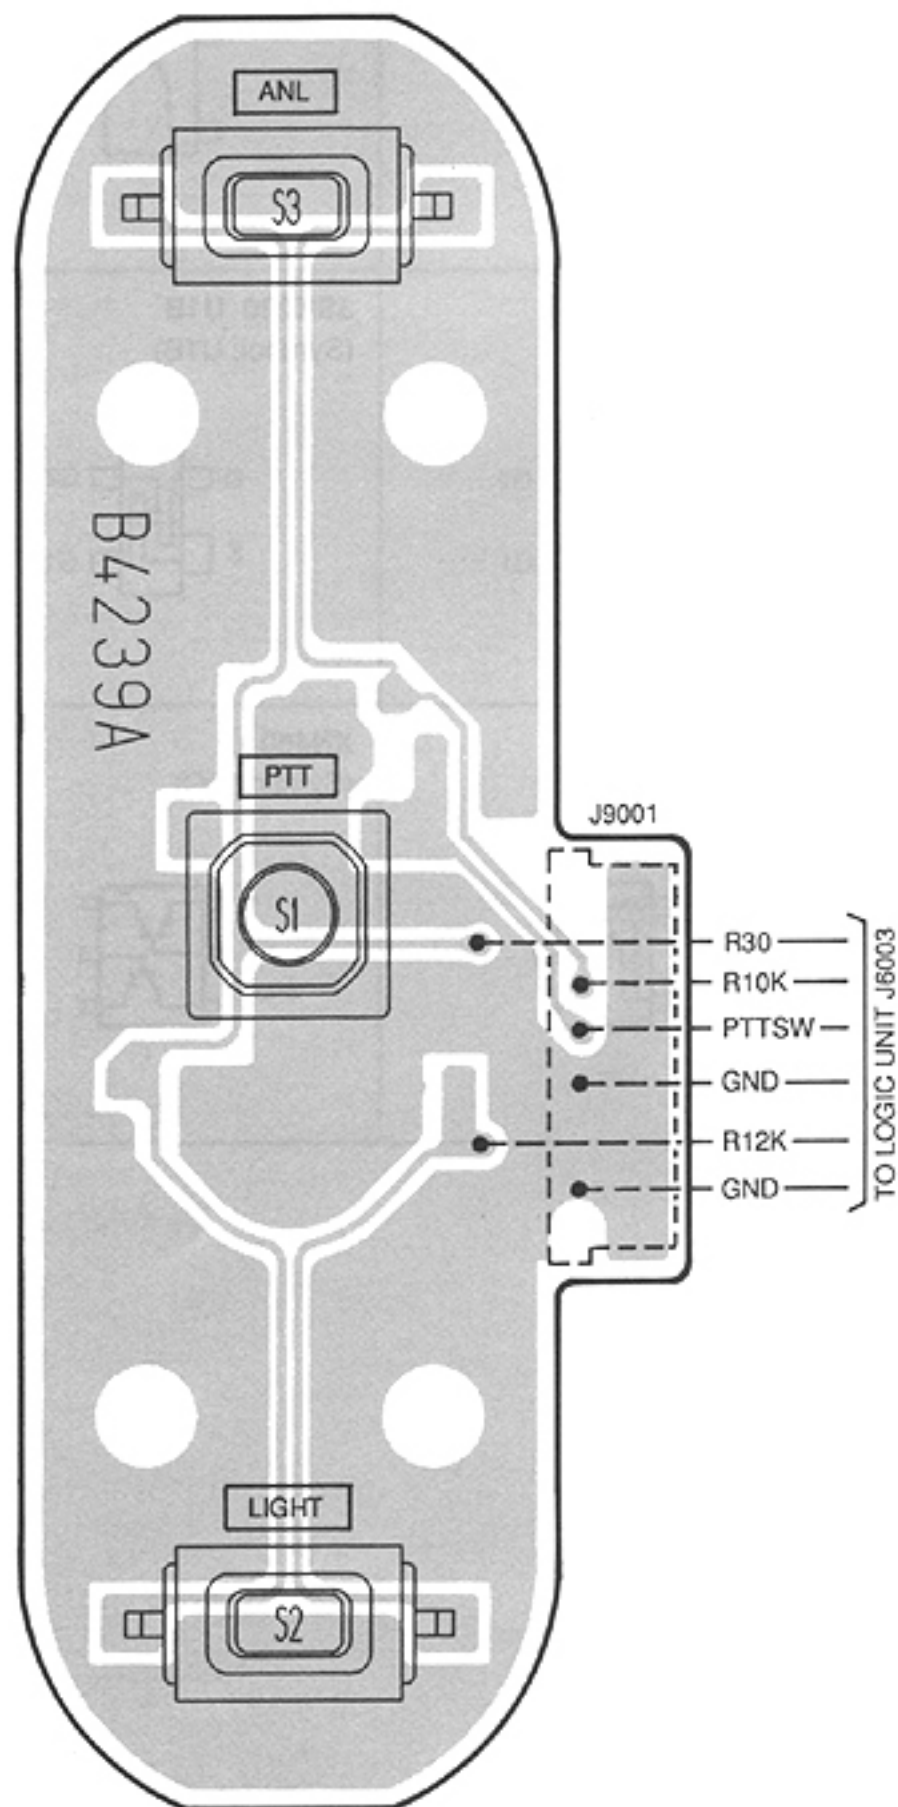 ANL
S3
B4239A
PTT
S1
J9001
R30
R10K
PTTSW
GND
R12K
GND
TO LOGIC UNIT J6003
LIGHT
S2